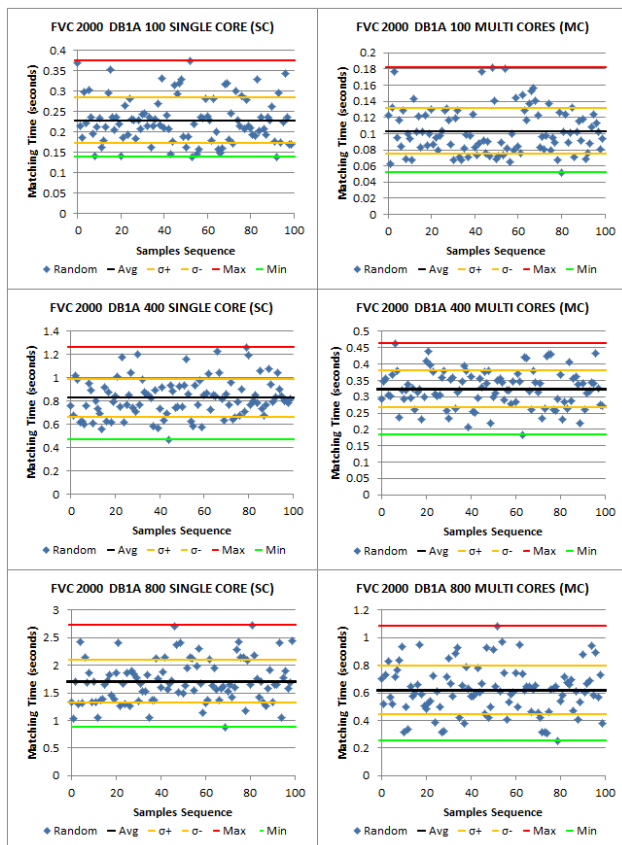 FVC 2000 DB1A 100 SINGLE CORE (SC)
Matching Time (seconds)
0.4
0.35
0.3
0.25
0.2
0.15
0.1
0.05
0
0 20 40 60 80 100
Samples Sequence
Random Avg σ+ σ- Max Min
FVC 2000 DB1A 100 MULTI CORES (MC)
Matching Time (seconds)
0.2
0.18
0.16
0.14
0.12
0.1
0.08
0.06
0.04
0.02
0
0 20 40 60 80 100
Samples Sequence
Random Avg σ+ σ- Max Min
FVC 2000 DB1A 400 SINGLE CORE (SC)
Matching Time (seconds)
1.4
1.2
1
0.8
0.6
0.4
0.2
0
0 20 40 60 80 100
Samples Sequence
Random Avg σ+ σ- Max Min
FVC 2000 DB1A 400 MULTI CORES (MC)
Matching Time (seconds)
0.5
0.45
0.4
0.35
0.3
0.25
0.2
0.15
0.1
0.05
0
0 20 40 60 80 100
Samples Sequence
Random Avg σ+ σ- Max Min
FVC 2000 DB1A 800 SINGLE CORE (SC)
Matching Time (seconds)
3
2.5
2
1.5
1
0.5
0
0 20 40 60 80 100
Samples Sequence
Random Avg σ+ σ- Max Min
FVC 2000 DB1A 800 MULTI CORES (MC)
Matching Time (seconds)
1.2
1
0.8
0.6
0.4
0.2
0
0 20 40 60 80 100
Samples Sequence
Random Avg σ+ σ- Max Min